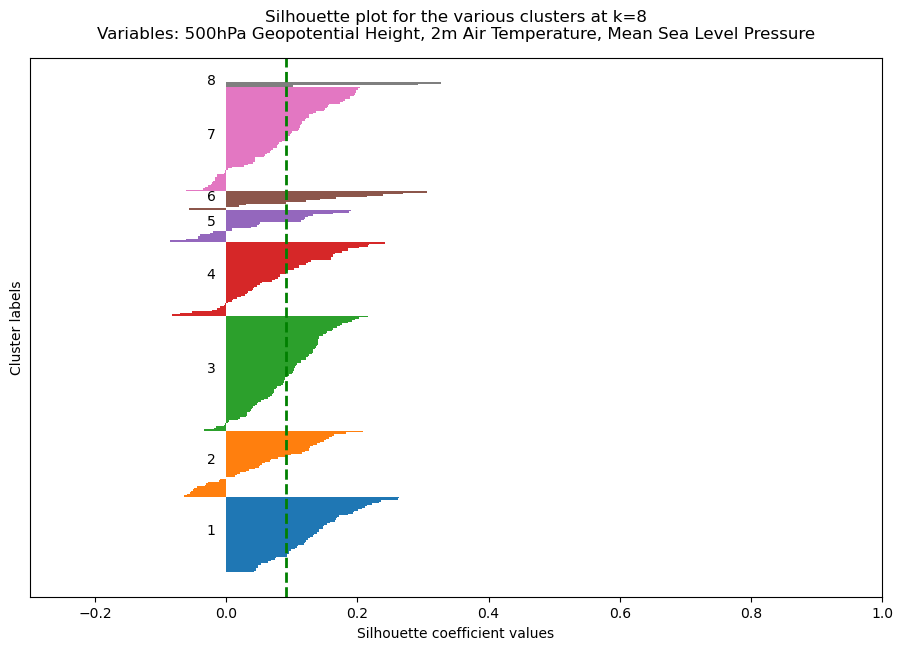 Silhouette plot for the various clusters at k=8
Variables: 500hPa Geopotential Height, 2m Air Temperature, Mean Sea Level Pressure
Cluster labels
8
7
6
5
4
3
2
1
−0.2 0.0 0.2 0.4 0.6 0.8 1.0
Silhouette coefficient values